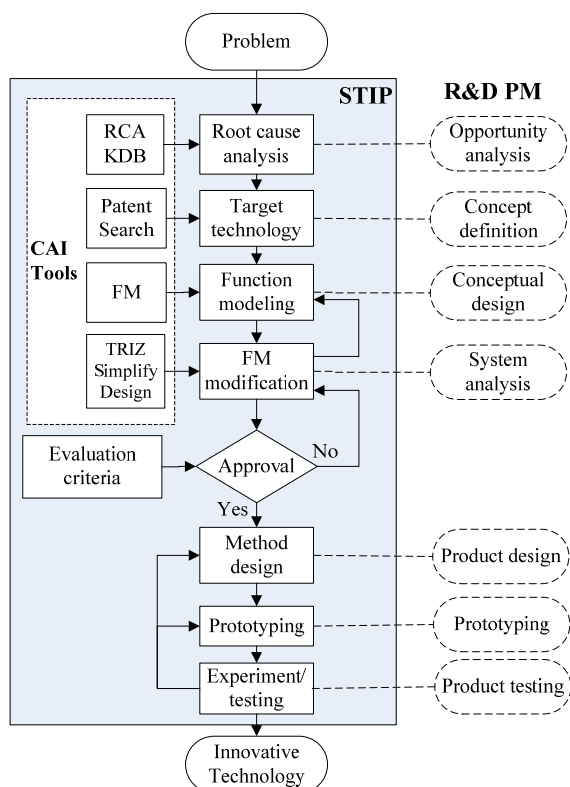 Problem
STIP
R&D PM
CAI
Tools
RCA
KDB
Root cause
analysis
Opportunity
analysis
Patent
Search
Target
technology
Concept
definition
FM
Function
modeling
Conceptual
design
TRIZ
Simplify
Design
FM
modification
System
analysis
Evaluation
criteria
Approval
No
Yes
Method
design
Product design
Prototyping
Prototyping
Experiment/
testing
Product testing
Innovative
Technology